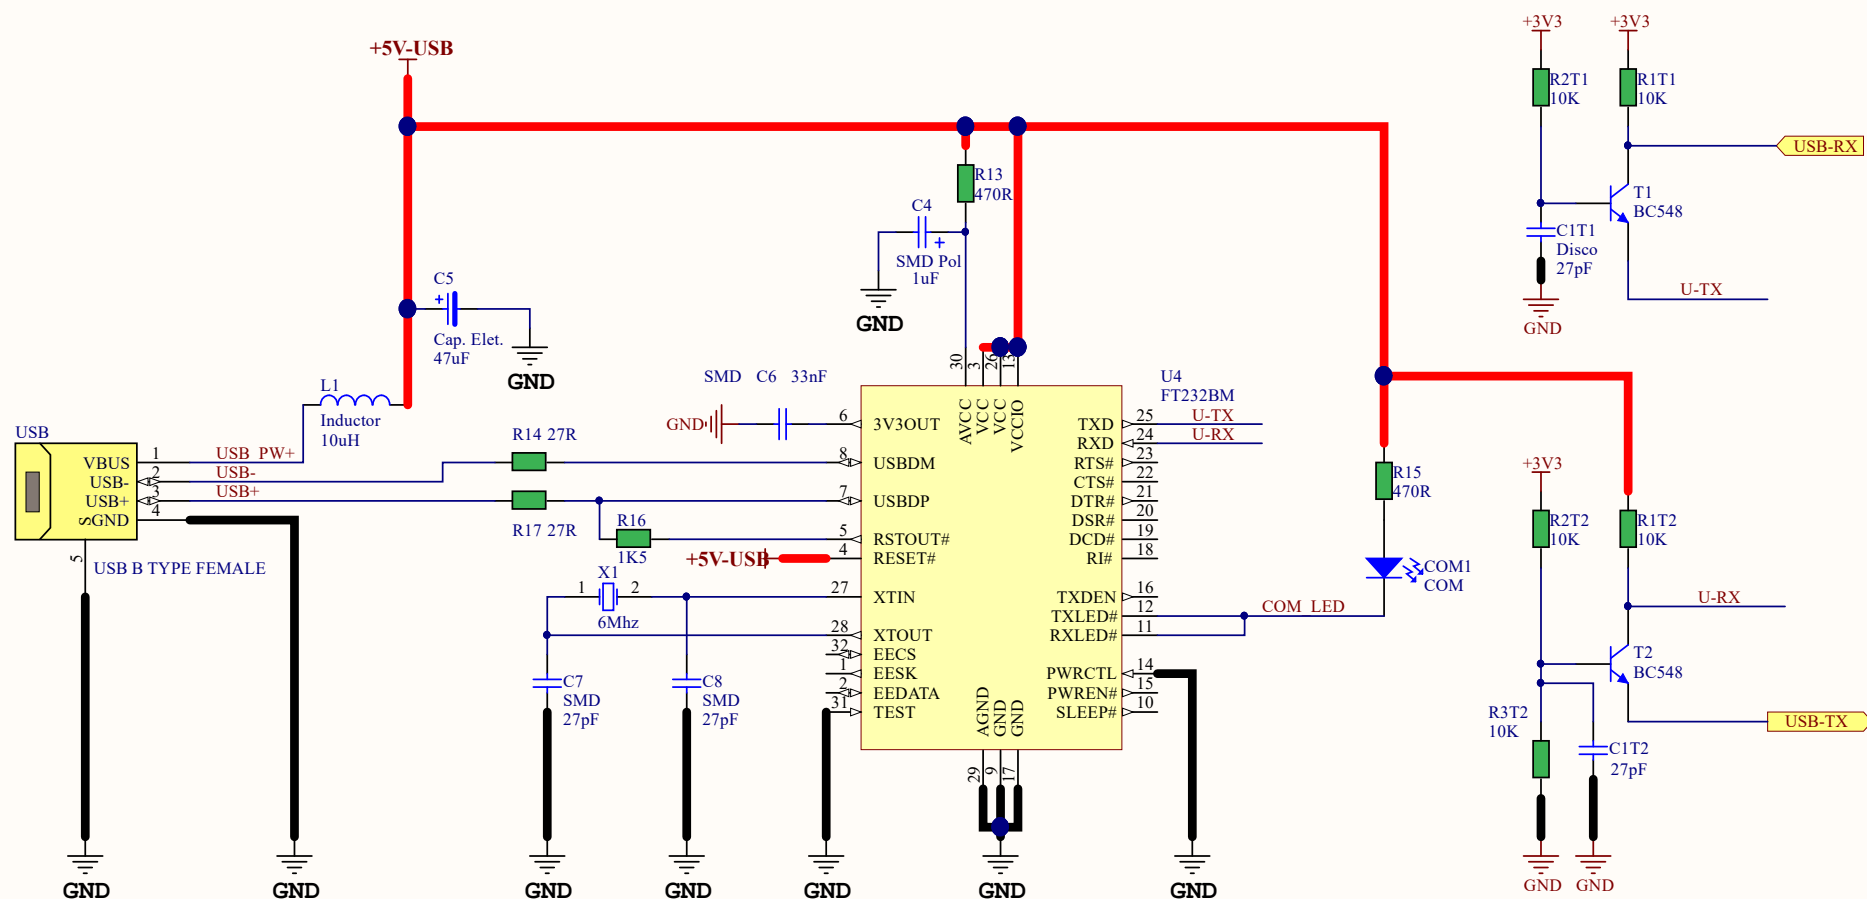 +5V-USB
+3V3
+3V3
R2T1
10K
R1T1
10K
USB-RX
T1
BC548
C1T1
Disco
27pF
GND
U-TX
R13
470R
C4
SMD Pol
1uF
GND
C5
Cap. Elet.
47uF
GND
L1
Inductor
10uH
USB
VBUS
USB-
USB+
SGND
1
2
3
4
5
USB PW+
USB-
USB+
USB B TYPE FEMALE
GND
GND
R14 27R
R17 27R
R16
1K5
+5V-USB
X1
1
2
6Mhz
C7
SMD
27pF
GND
C8
SMD
27pF
GND
GND
SMD C6 33nF
GND
U4
FT232BM
30
3
26
13
AVCC
VCC
VCC
VCCIO
6 3V3OUT
8 USBDM
7 USBDP
5 RSTOUT#
4 RESET#
27 XTIN
28 XTOUT
32 EECS
1 EESK
2 EEDATA
31 TEST
TXD 25
RXD 24
RTS# 23
CTS# 22
DTR# 21
DSR# 20
DCD# 19
RI# 18
TXDEN 16
TXLED# 12
RXLED# 11
PWRCTL 14
PWREN# 15
SLEEP# 10
AGND
GND
GND
29
9
17
GND
GND
U-TX
U-RX
COM LED
R15
470R
COM1
COM
+3V3
R2T2
10K
R1T2
10K
U-RX
T2
BC548
USB-TX
R3T2
10K
C1T2
27pF
GND
GND